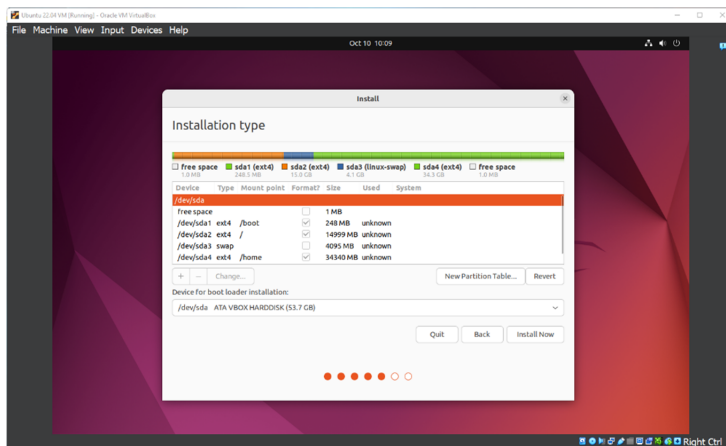 Ubuntu 22.04 VM [Running] - Oracle VM VirtualBox
File Machine View Input Devices Help
Oct 10 10:09
Install
Installation type
free space sda1 (ext4) sda2 (ext4) sda3 (linux-swap) sda4 (ext4) free space
1.0 MB 248.5 MB 15.0 GB 4.1 GB 34.3 GB 1.0 MB
Device Type Mount point Format? Size Used System
/dev/sda
free space 1 MB
/dev/sda1 ext4 /boot 248 MB unknown
/dev/sda2 ext4 / 14999 MB unknown
/dev/sda3 swap 4095 MB unknown
/dev/sda4 ext4 /home 34340 MB unknown
+ − Change... New Partition Table... Revert
Device for boot loader installation:
/dev/sda ATA VBOX HARDDISK (53.7 GB)
Quit Back Install Now
Right Ctrl